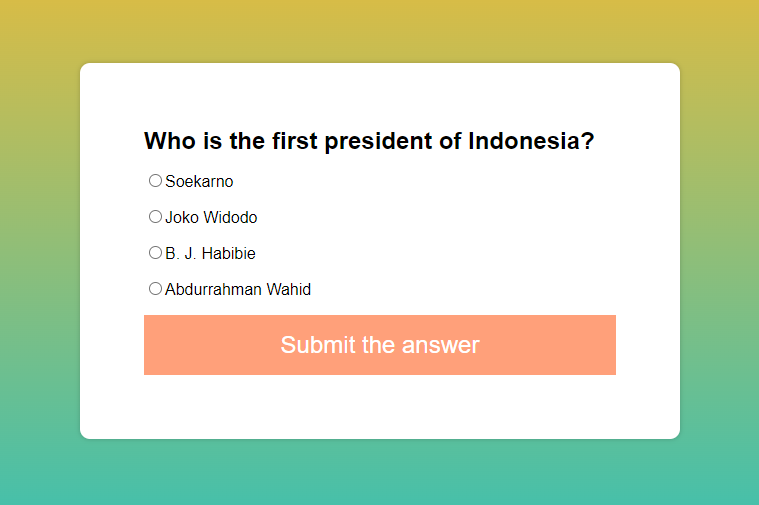 Who is the first president of Indonesia?
Soekarno
Joko Widodo
B. J. Habibie
Abdurrahman Wahid
Submit the answer